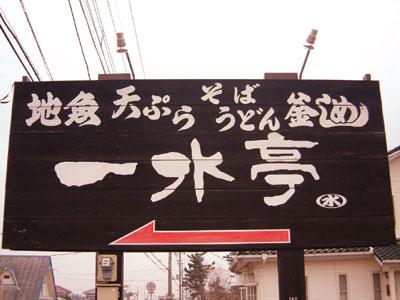 地魚 天ぷら そば うどん 釜めし
一水亭 水